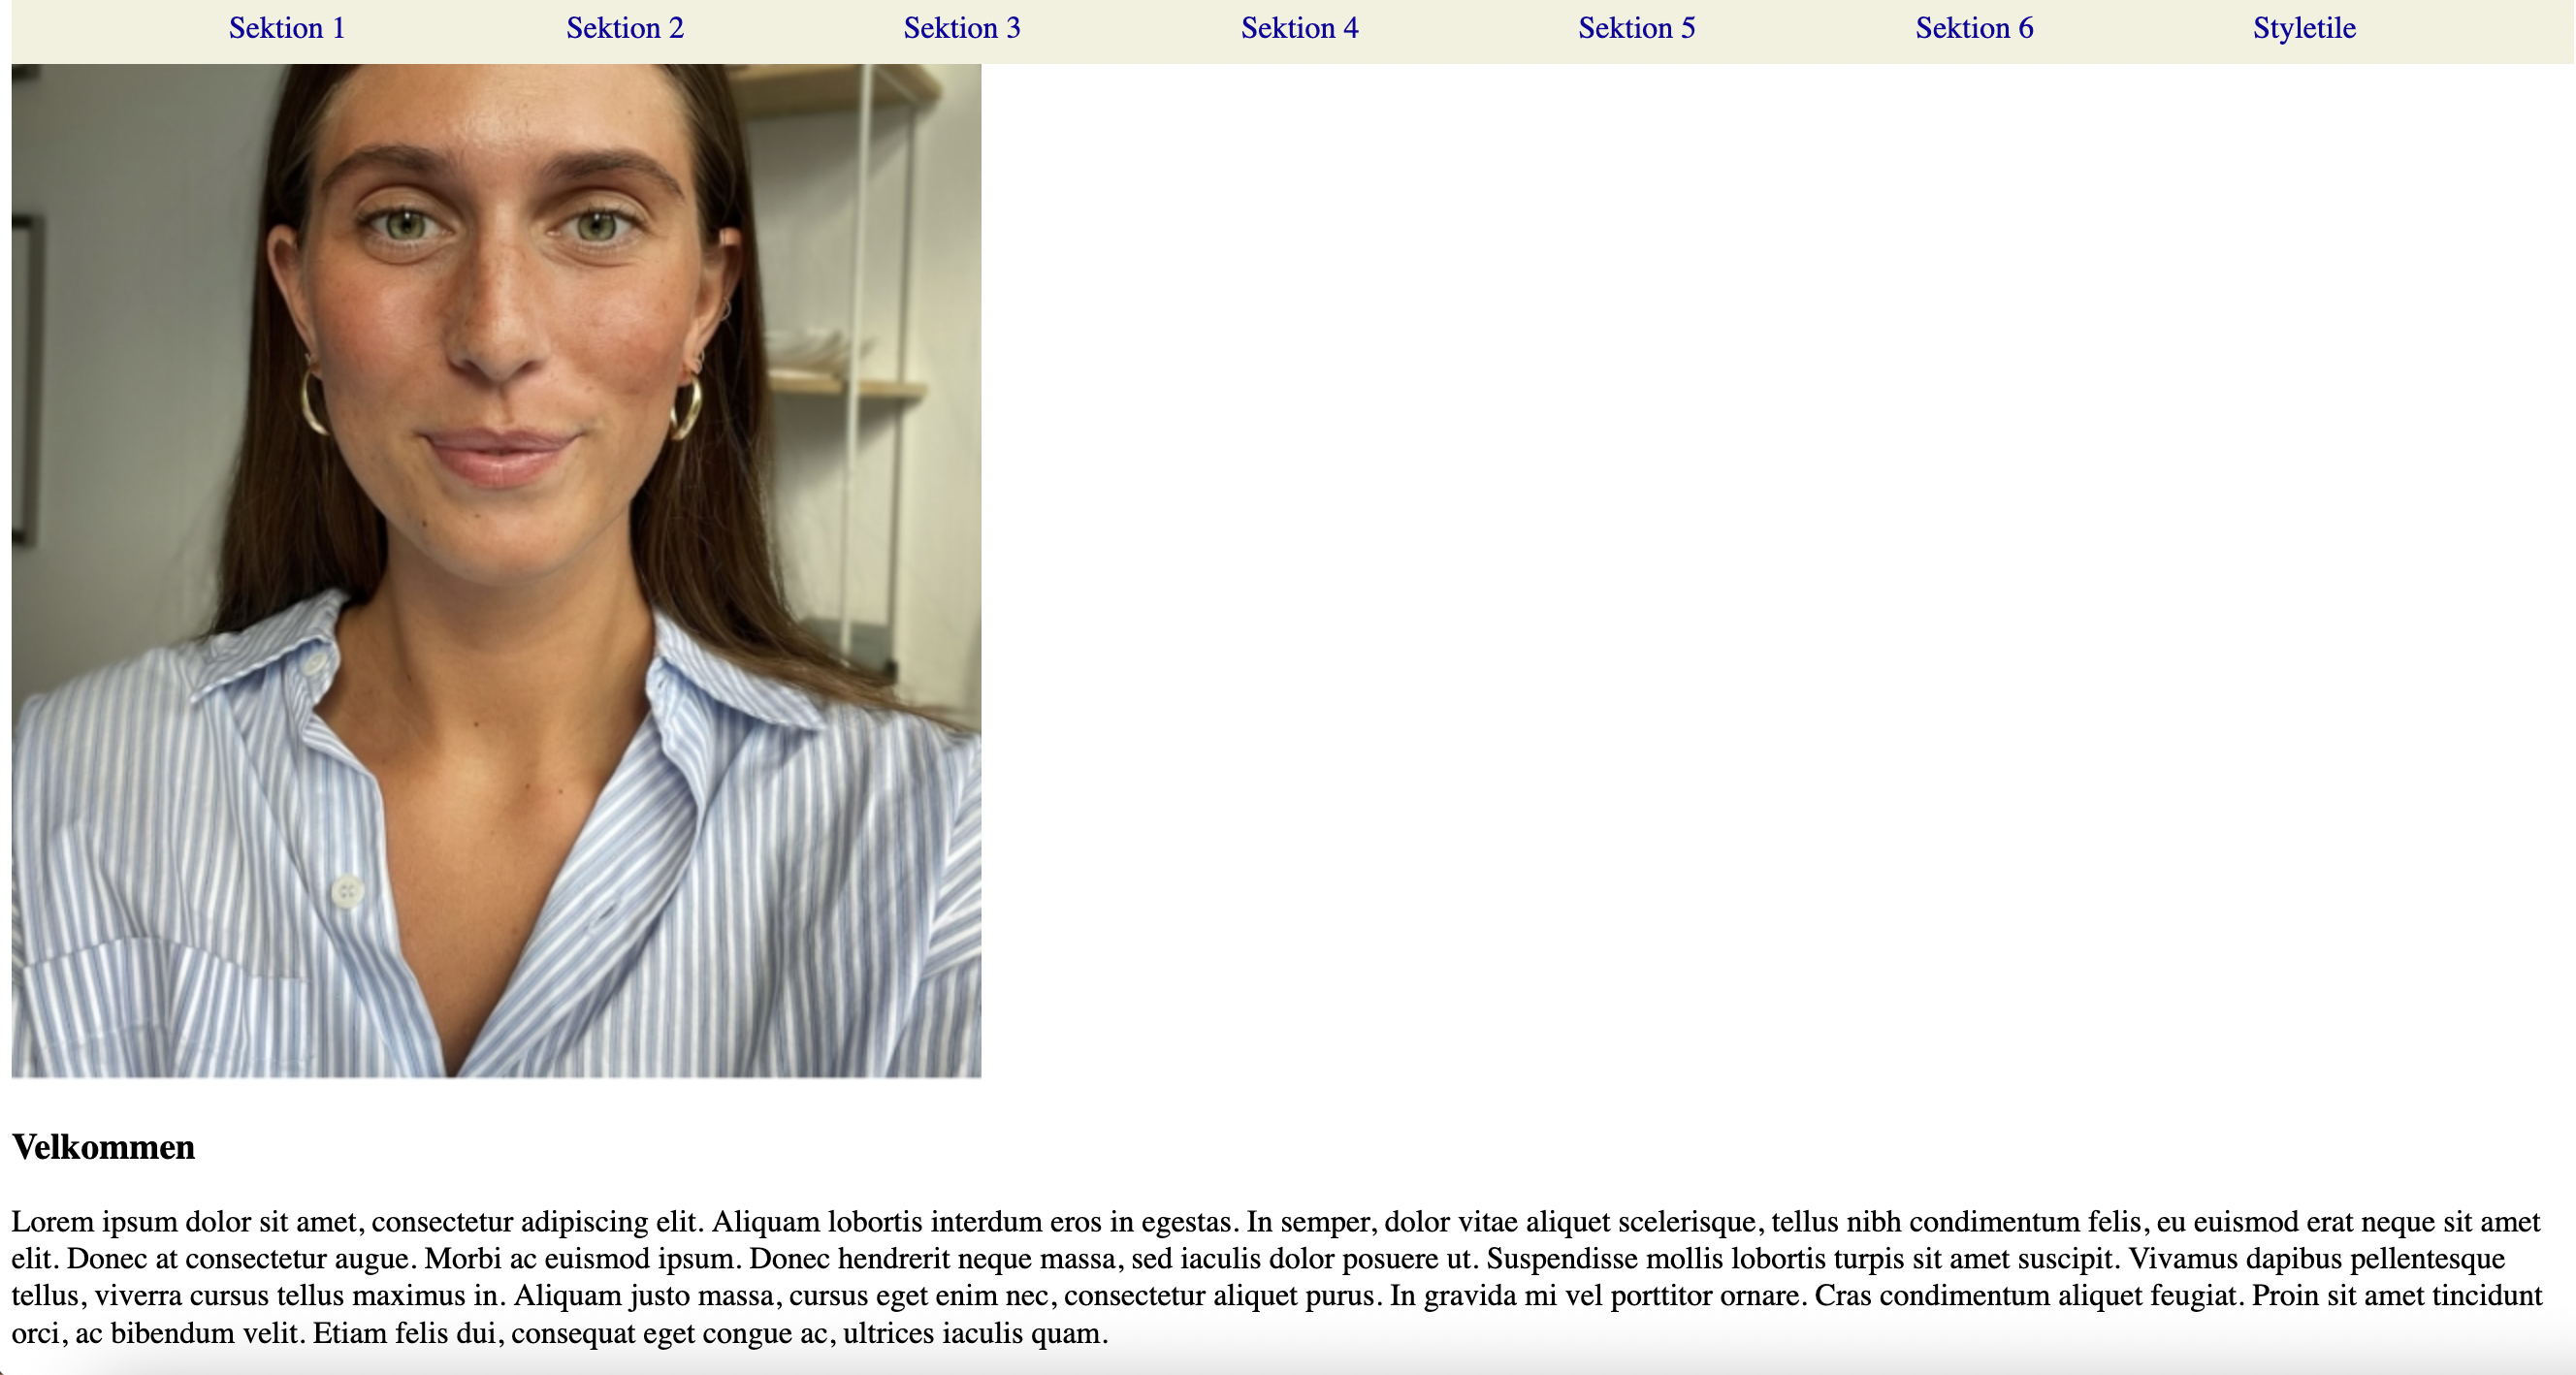 Sektion 1 Sektion 2 Sektion 3 Sektion 4 Sektion 5 Sektion 6 Styletile
Velkommen
Lorem ipsum dolor sit amet, consectetur adipiscing elit. Aliquam lobortis interdum eros in egestas. In semper, dolor vitae aliquet scelerisque, tellus nibh condimentum felis, eu euismod erat neque sit amet
elit. Donec at consectetur augue. Morbi ac euismod ipsum. Donec hendrerit neque massa, sed iaculis dolor posuere ut. Suspendisse mollis lobortis turpis sit amet suscipit. Vivamus dapibus pellentesque
tellus, viverra cursus tellus maximus in. Aliquam justo massa, cursus eget enim nec, consectetur aliquet purus. In gravida mi vel porttitor ornare. Cras condimentum aliquet feugiat. Proin sit amet tincidunt
orci, ac bibendum velit. Etiam felis dui, consequat eget congue ac, ultrices iaculis quam.